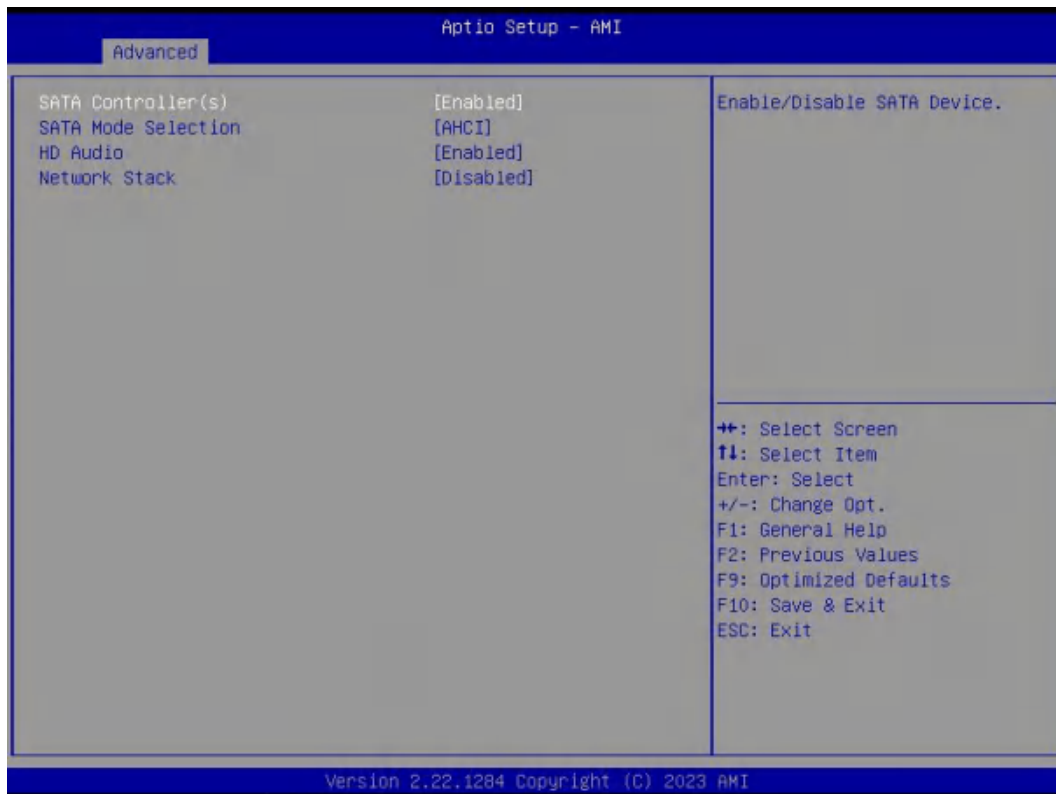 Aptio Setup - AMI
Advanced
SATA Controller(s) [Enabled]
SATA Mode Selection [AHCI]
HD Audio [Enabled]
Network Stack [Disabled]
Enable/Disable SATA Device.
→←: Select Screen
↑↓: Select Item
Enter: Select
+/-: Change Opt.
F1: General Help
F2: Previous Values
F9: Optimized Defaults
F10: Save & Exit
ESC: Exit
Version 2.22.1284 Copyright (C) 2023 AMI